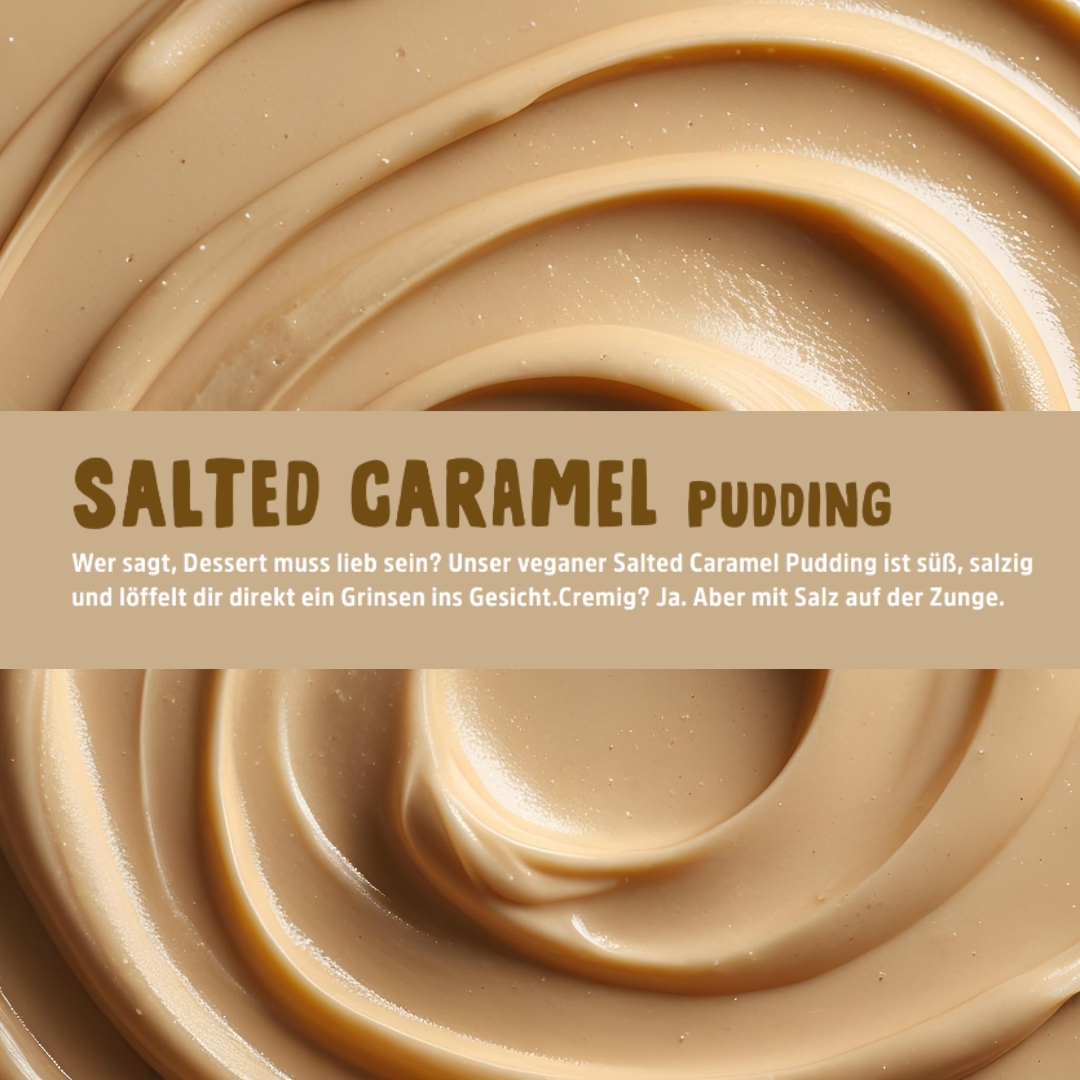 SALTED CARAMEL PUDDING
Wer sagt, Dessert muss lieb sein? Unser veganer Salted Caramel Pudding ist süß, salzig
und löffelt dir direkt ein Grinsen ins Gesicht.Cremig? Ja. Aber mit Salz auf der Zunge.